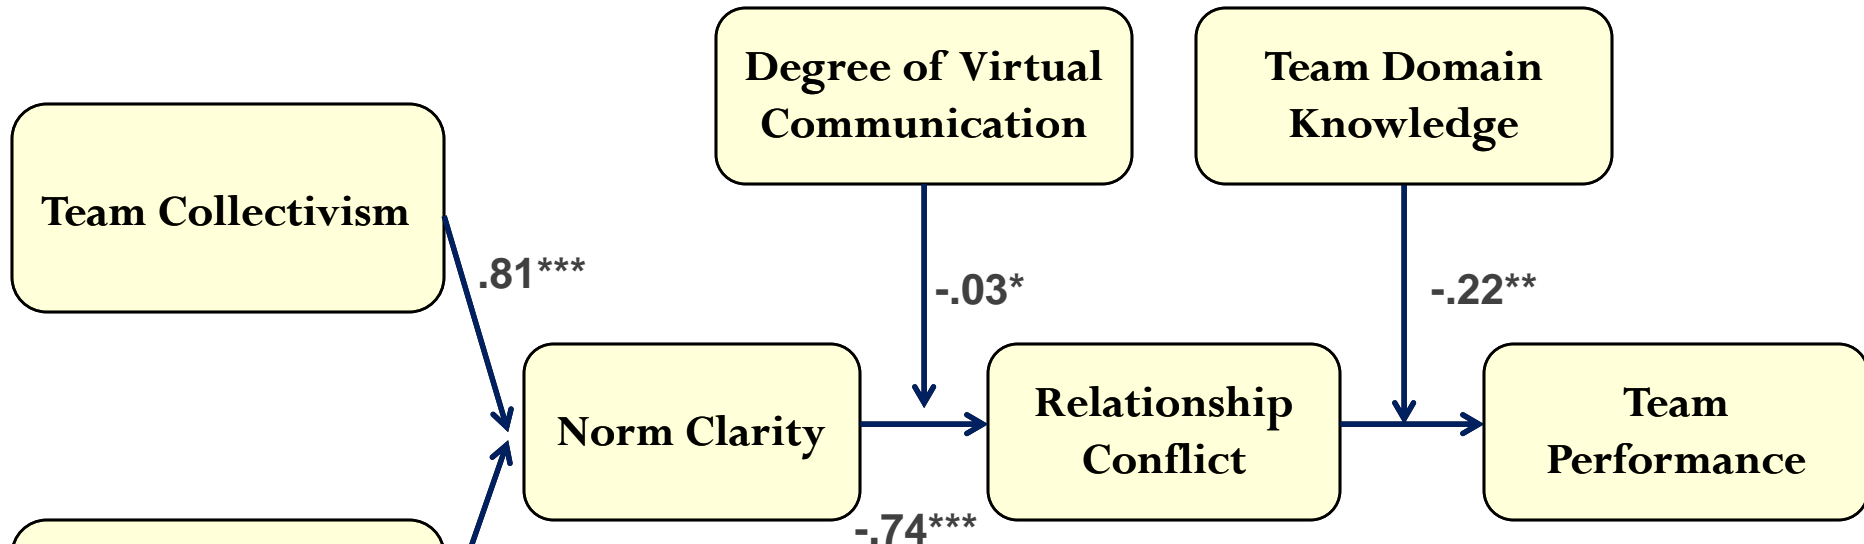 Degree of Virtual
Communication
Team Domain
Knowledge
Team Collectivism
.81***
-.03*
-.22**
Norm Clarity
Relationship
Conflict
Team
Performance
-.74***